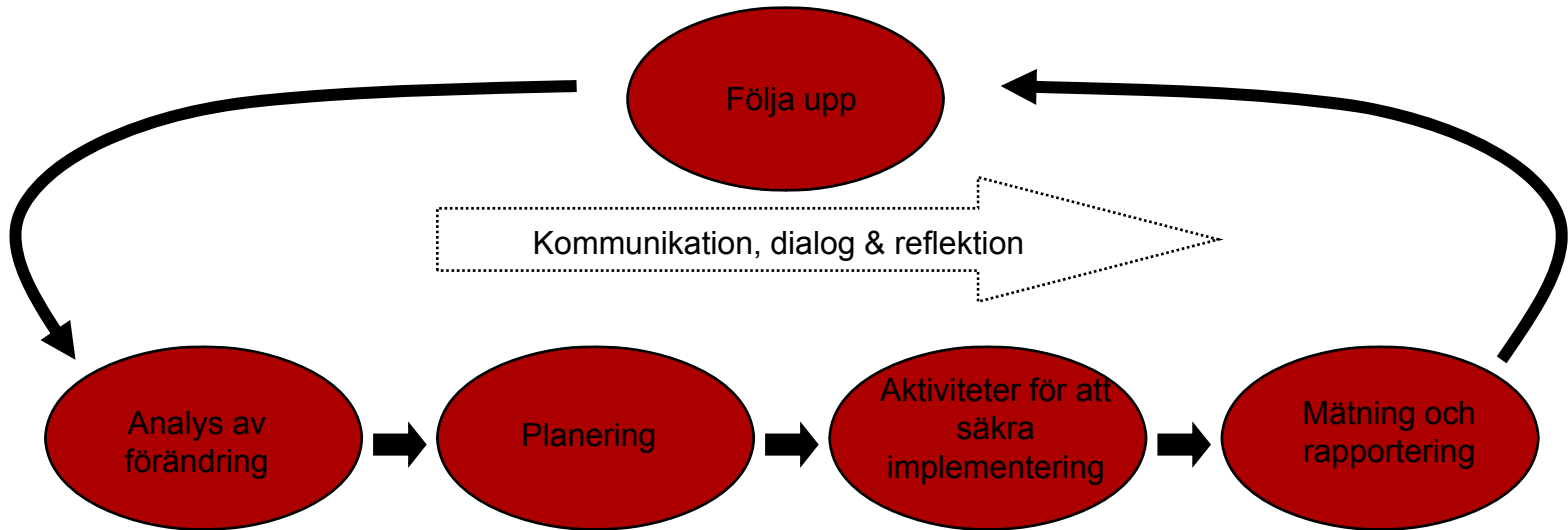 Följa upp
Kommunikation, dialog & reflektion
Analys av
förändring
Planering
Aktiviteter för att
säkra
implementering
Mätning och
rapportering